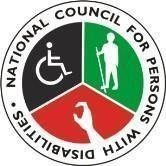 NATIONAL COUNCIL FOR PERSONS WITH DISABILITIES •